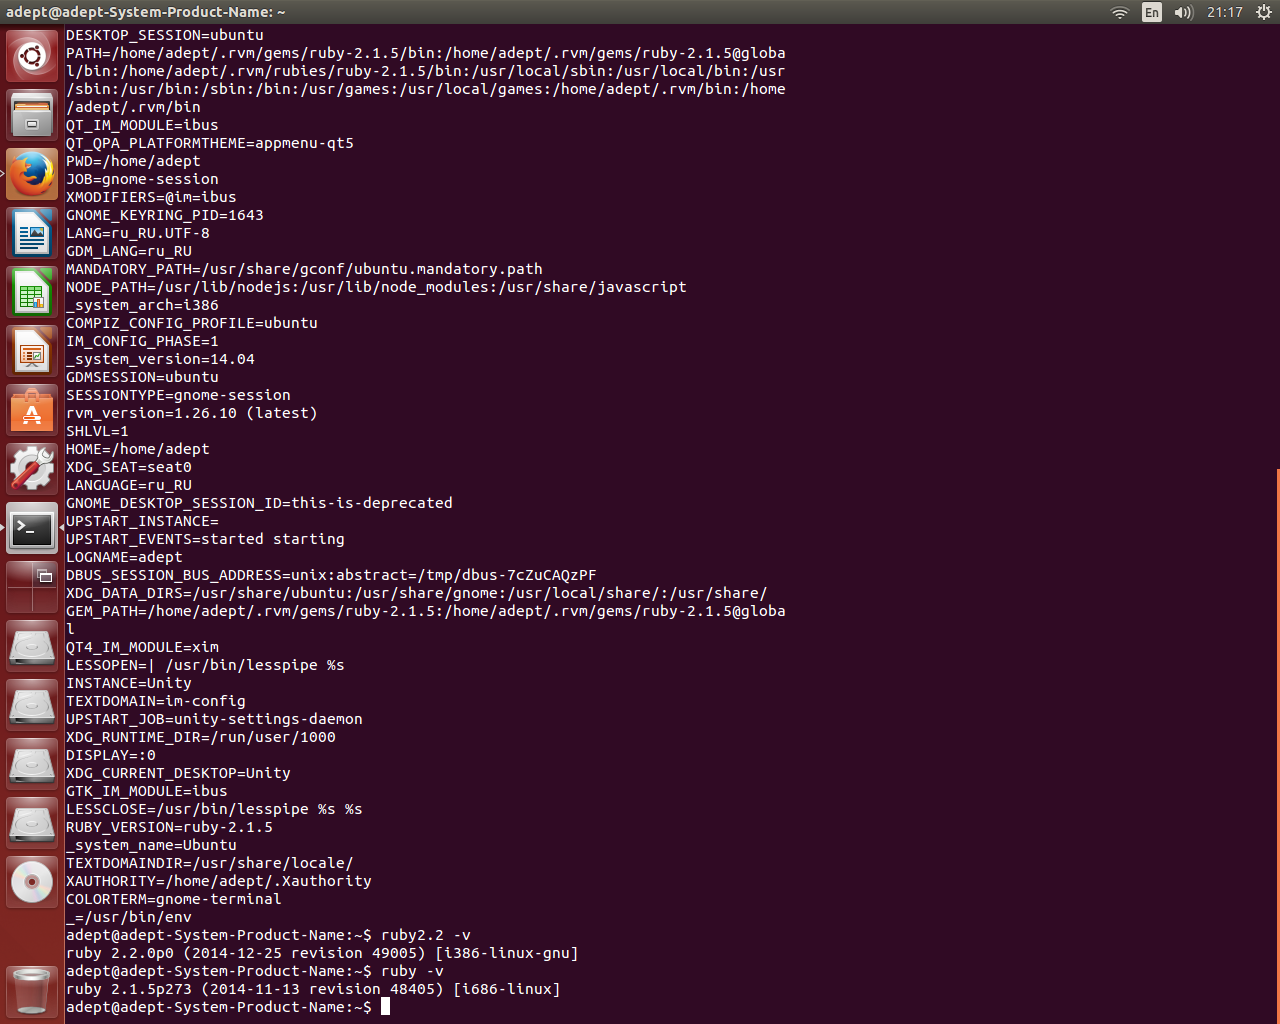 adept@adept-System-Product-Name: ~
En
21:17
DESKTOP_SESSION=ubuntu
PATH=/home/adept/.rvm/gems/ruby-2.1.5/bin:/home/adept/.rvm/gems/ruby-2.1.5@globa
l/bin:/home/adept/.rvm/rubies/ruby-2.1.5/bin:/usr/local/sbin:/usr/local/bin:/usr
/sbin:/usr/bin:/sbin:/bin:/usr/games:/usr/local/games:/home/adept/.rvm/bin:/home
/adept/.rvm/bin
QT_IM_MODULE=ibus
QT_QPA_PLATFORMTHEME=appmenu-qt5
PWD=/home/adept
JOB=gnome-session
XMODIFIERS=@im=ibus
GNOME_KEYRING_PID=1643
LANG=ru_RU.UTF-8
GDM_LANG=ru_RU
MANDATORY_PATH=/usr/share/gconf/ubuntu.mandatory.path
NODE_PATH=/usr/lib/nodejs:/usr/lib/node_modules:/usr/share/javascript
_system_arch=i386
COMPIZ_CONFIG_PROFILE=ubuntu
IM_CONFIG_PHASE=1
_system_version=14.04
GDMSESSION=ubuntu
SESSIONTYPE=gnome-session
rvm_version=1.26.10 (latest)
SHLVL=1
HOME=/home/adept
XDG_SEAT=seat0
LANGUAGE=ru_RU
GNOME_DESKTOP_SESSION_ID=this-is-deprecated
UPSTART_INSTANCE=
UPSTART_EVENTS=started starting
LOGNAME=adept
DBUS_SESSION_BUS_ADDRESS=unix:abstract=/tmp/dbus-7cZuCAQzPF
XDG_DATA_DIRS=/usr/share/ubuntu:/usr/share/gnome:/usr/local/share/:/usr/share/
GEM_PATH=/home/adept/.rvm/gems/ruby-2.1.5:/home/adept/.rvm/gems/ruby-2.1.5@globa
l
QT4_IM_MODULE=xim
LESSOPEN=| /usr/bin/lesspipe %s
INSTANCE=Unity
TEXTDOMAIN=im-config
UPSTART_JOB=unity-settings-daemon
XDG_RUNTIME_DIR=/run/user/1000
DISPLAY=:0
XDG_CURRENT_DESKTOP=Unity
GTK_IM_MODULE=ibus
LESSCLOSE=/usr/bin/lesspipe %s %s
RUBY_VERSION=ruby-2.1.5
_system_name=Ubuntu
TEXTDOMAINDIR=/usr/share/locale/
XAUTHORITY=/home/adept/.Xauthority
COLORTERM=gnome-terminal
_=/usr/bin/env
adept@adept-System-Product-Name:~$ ruby2.2 -v
ruby 2.2.0p0 (2014-12-25 revision 49005) [i386-linux-gnu]
adept@adept-System-Product-Name:~$ ruby -v
ruby 2.1.5p273 (2014-11-13 revision 48405) [i686-linux]
adept@adept-System-Product-Name:~$